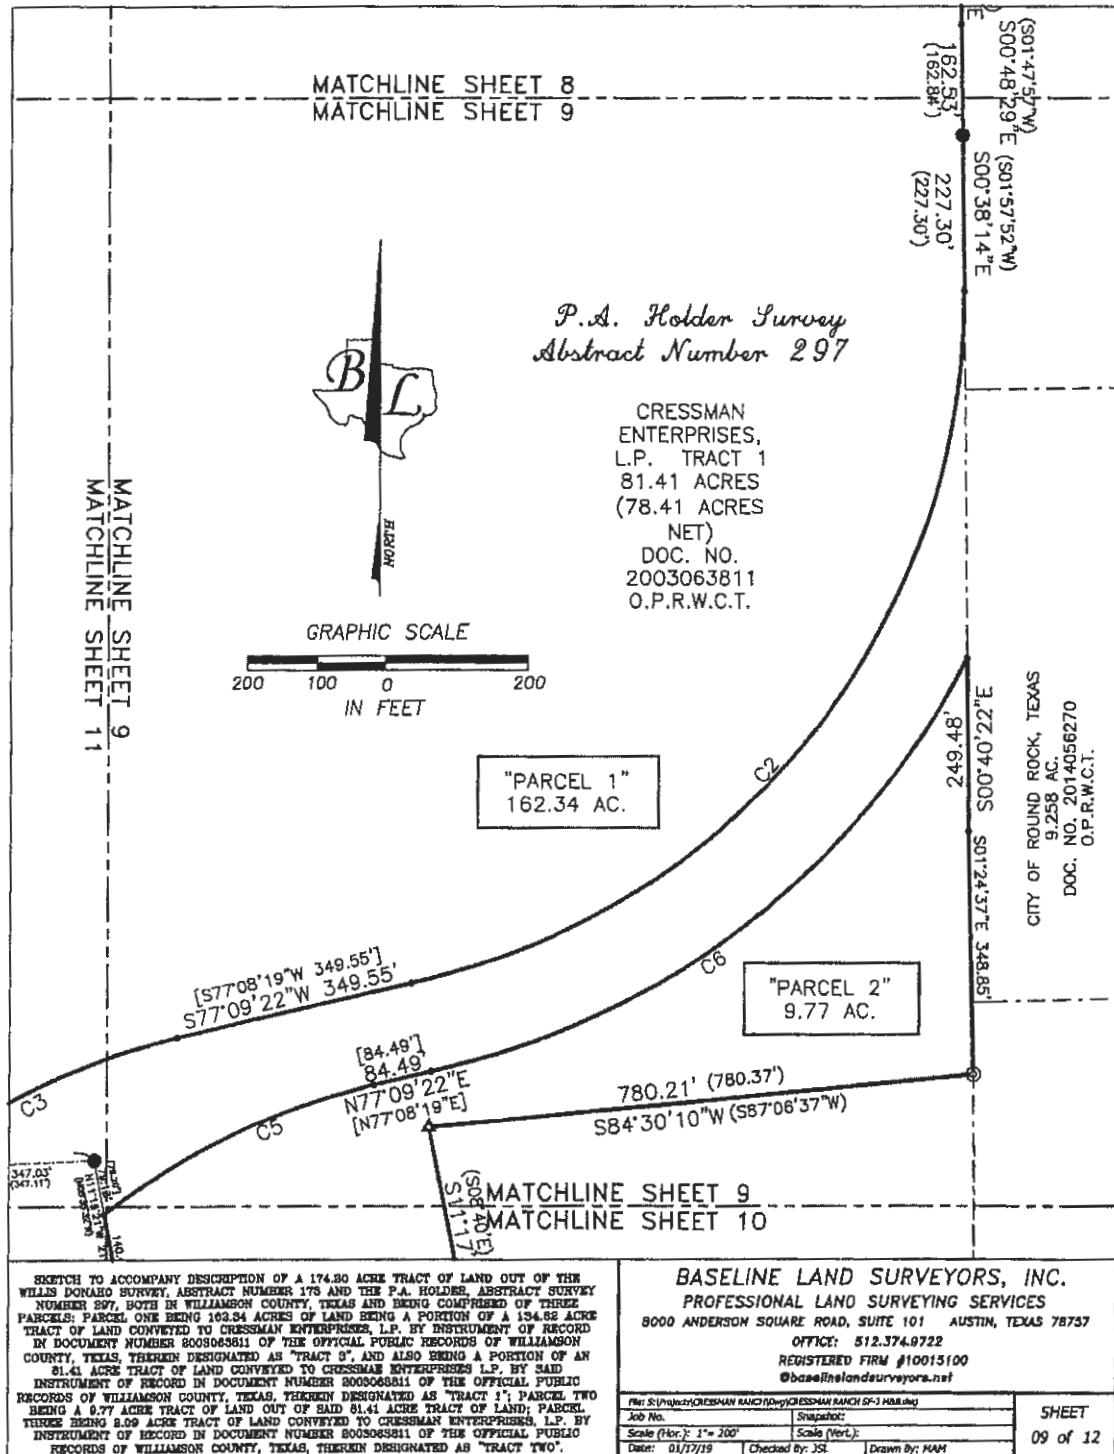 E
(S01°47'57"W)
S00°48'29"E
162.53'
(162.84')
MATCHLINE SHEET 8
MATCHLINE SHEET 9
(S01°57'52"W)
S00°38'14"E
227.30'
(227.30')
P.A. Holder Survey
Abstract Number 297
B L
NORTH
CRESSMAN
ENTERPRISES,
L.P. TRACT 1
81.41 ACRES
(78.41 ACRES
NET)
DOC. NO.
2003063811
O.P.R.W.C.T.
MATCHLINE SHEET 9
MATCHLINE SHEET 11
GRAPHIC SCALE
200 100 0 200
IN FEET
"PARCEL 1"
162.34 AC.
C2
249.48'
S00°40'22"E
S01°24'37"E 348.85'
CITY OF ROUND ROCK, TEXAS
9.258 AC.
DOC. NO. 2014056270
O.P.R.W.C.T.
C6
"PARCEL 2"
9.77 AC.
[S77°08'19"W 349.55']
S77°09'22"W 349.55'
[84.49']
84.49'
N77°09'22"E
[N77°08'19"E]
C3
C5
780.21' (780.37')
S84°30'10"W (S87°06'37"W)
347.03'
(347.11')
140.
(S08°40'E)
S11°17'
MATCHLINE SHEET 9
MATCHLINE SHEET 10
SKETCH TO ACCOMPANY DESCRIPTION OF A 174.20 ACRE TRACT OF LAND OUT OF THE
WILLIS DONAHO SURVEY, ABSTRACT NUMBER 173 AND THE P.A. HOLDER, ABSTRACT SURVEY
NUMBER 297, BOTH IN WILLIAMSON COUNTY, TEXAS AND BEING COMPRISED OF THREE
PARCELS: PARCEL ONE BEING 162.34 ACRES OF LAND BEING A PORTION OF A 134.82 ACRE
TRACT OF LAND CONVEYED TO CRESSMAN ENTERPRISES, L.P. BY INSTRUMENT OF RECORD
IN DOCUMENT NUMBER 2003063811 OF THE OFFICIAL PUBLIC RECORDS OF WILLIAMSON
COUNTY, TEXAS, THEREIN DESIGNATED AS "TRACT 3", AND ALSO BEING A PORTION OF AN
81.41 ACRE TRACT OF LAND CONVEYED TO CRESSMAN ENTERPRISES L.P. BY SAID
INSTRUMENT OF RECORD IN DOCUMENT NUMBER 2003063811 OF THE OFFICIAL PUBLIC
RECORDS OF WILLIAMSON COUNTY, TEXAS, THEREIN DESIGNATED AS "TRACT 1"; PARCEL TWO
BEING A 9.77 ACRE TRACT OF LAND OUT OF SAID 81.41 ACRE TRACT OF LAND; PARCEL
THREE BEING 2.09 ACRE TRACT OF LAND CONVEYED TO CRESSMAN ENTERPRISES, L.P. BY
INSTRUMENT OF RECORD IN DOCUMENT NUMBER 2003063811 OF THE OFFICIAL PUBLIC
RECORDS OF WILLIAMSON COUNTY, TEXAS, THEREIN DESIGNATED AS "TRACT TWO".
BASELINE LAND SURVEYORS, INC.
PROFESSIONAL LAND SURVEYING SERVICES
8000 ANDERSON SQUARE ROAD, SUITE 101 AUSTIN, TEXAS 78757
OFFICE: 512.374.9722
REGISTERED FIRM #10015100
@baselinelandsurveyors.net
File: S:\Projects\CRESSMAN RANCH\Dwg\CRESSMAN RANCH
Job No. Snapshot:
Scale (Hor.): 1"= 200' Scale (Vert.):
Date: 01/17/19 Checked By: JSL Drawn By: MAM
SHEET
09 of 12